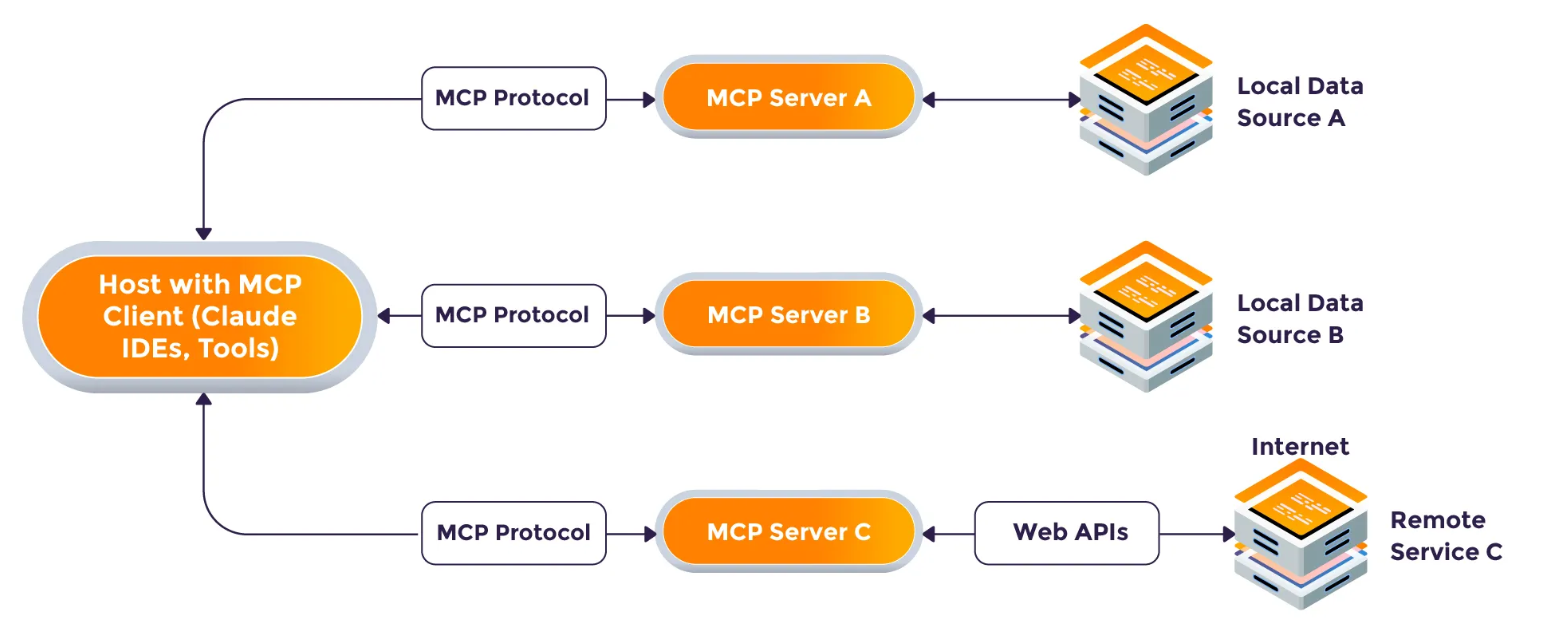 MCP Protocol
MCP Server A
Local Data
Source A
Host with MCP
Client (Claude
IDEs, Tools)
MCP Protocol
MCP Server B
Local Data
Source B
Internet
MCP Protocol
MCP Server C
Web APIs
Remote
Service C